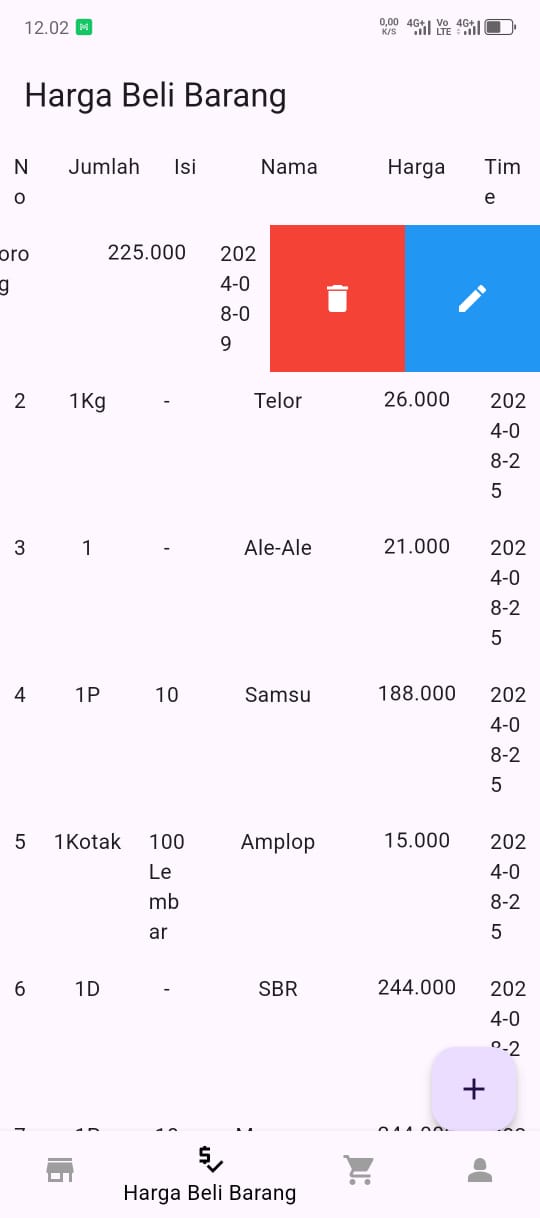 12.02
0,00 K/S 4G+ Vo LTE 4G+
Harga Beli Barang
No Jumlah Isi Nama Harga Time
oro
g 225.000 2024-08-09
2 1Kg - Telor 26.000 2024-08-25
3 1 - Ale-Ale 21.000 2024-08-25
4 1P 10 Samsu 188.000 2024-08-25
5 1Kotak 100 Lembar Amplop 15.000 2024-08-25
6 1D - SBR 244.000 2024-08-2
Harga Beli Barang